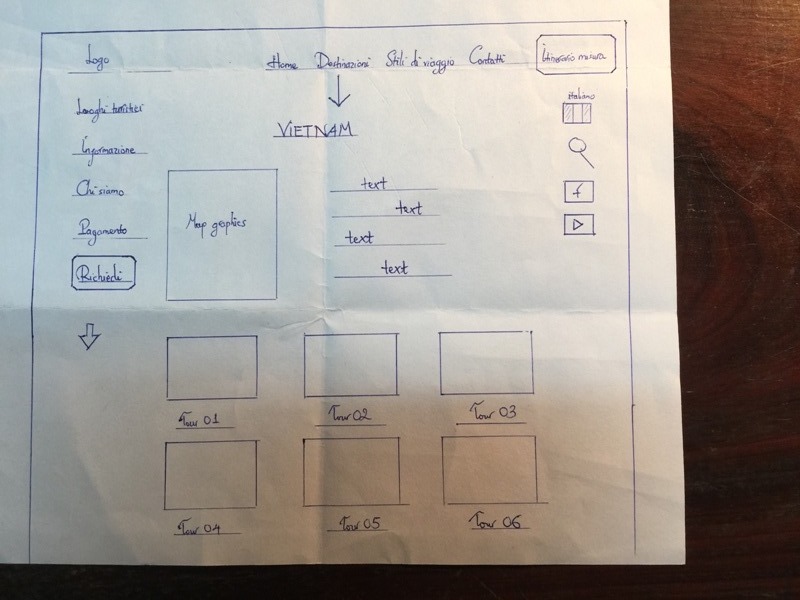 Logo Home Destinazioni Stili di viaggio Contatti Itinerario misura
italiano
Luoghi turistici
VIETNAM
Informazione
Chi siamo
Pagamento
Richiedi
Map graphics
text
text
text
text
f
Tour 01 Tour 02 Tour 03
Tour 04 Tour 05 Tour 06